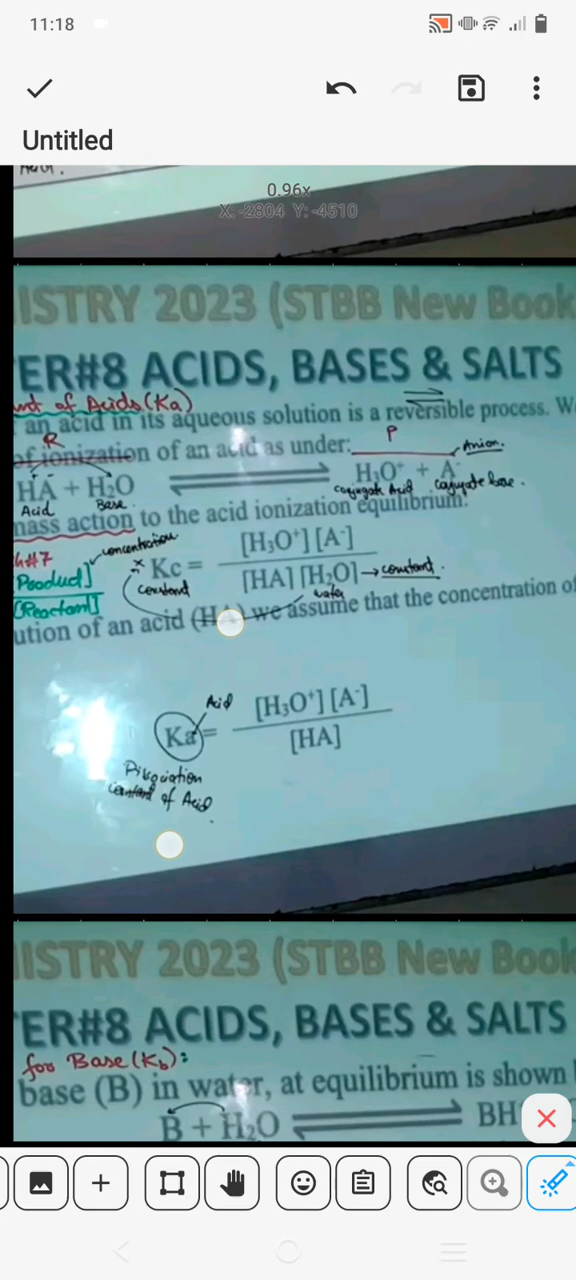 11:18
Untitled
0.96x
X: -2804 Y: -4510
ISTRY 2023 (STBB New Book
ER#8 ACIDS, BASES & SALTS
of Acids (Ka)
an acid in its aqueous solution is a reversible process. W
R
P
of ionization of an acid as under:
Anion.
HA + H₂O ⇌ H₃O⁺ + A⁻
Acid Base conjugate Acid conjugate base.
mass action to the acid ionization equilibrium.
concentration
Kc = [H₃O⁺] [A⁻] / [HA] [H₂O] → constant.
Product]
[Reactant]
constant
water
ution of an acid (HA) we assume that the concentration of
Acid
Ka = [H₃O⁺] [A⁻] / [HA]
of Acid
IISTRY 2023 (STBB New Book
ER#8 ACIDS, BASES & SALTS
for Base (Kb):
base (B) in water, at equilibrium is shown
B + H₂O ⇌ BH